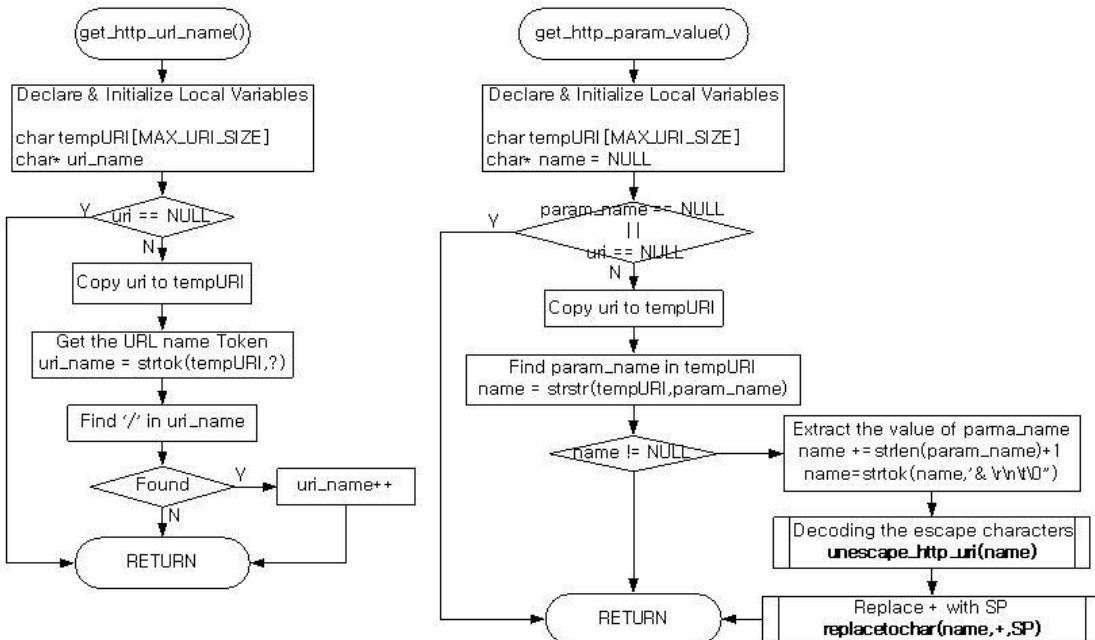 get_http_url_name()
Declare & Initialize Local Variables
char tempURI[MAX_URI_SIZE]
char* uri_name
uri == NULL
Y
N
Copy uri to tempURI
Get the URL name Token
uri_name = strtok(tempURI,?)
Find '/' in uri_name
Found
Y
N
uri_name++
RETURN
get_http_param_value()
Declare & Initialize Local Variables
char tempURI[MAX_URI_SIZE]
char* name = NULL
param_name == NULL
||
uri == NULL
Y
N
Copy uri to tempURI
Find param_name in tempURI
name = strstr(tempURI,param_name)
name != NULL
Extract the value of parma_name
name +=strlen(param_name)+1
name=strtok(name,'& \r\n\t\0")
Decoding the escape characters
unescape_http_uri(name)
Replace + with SP
replacetochar(name,+,SP)
RETURN